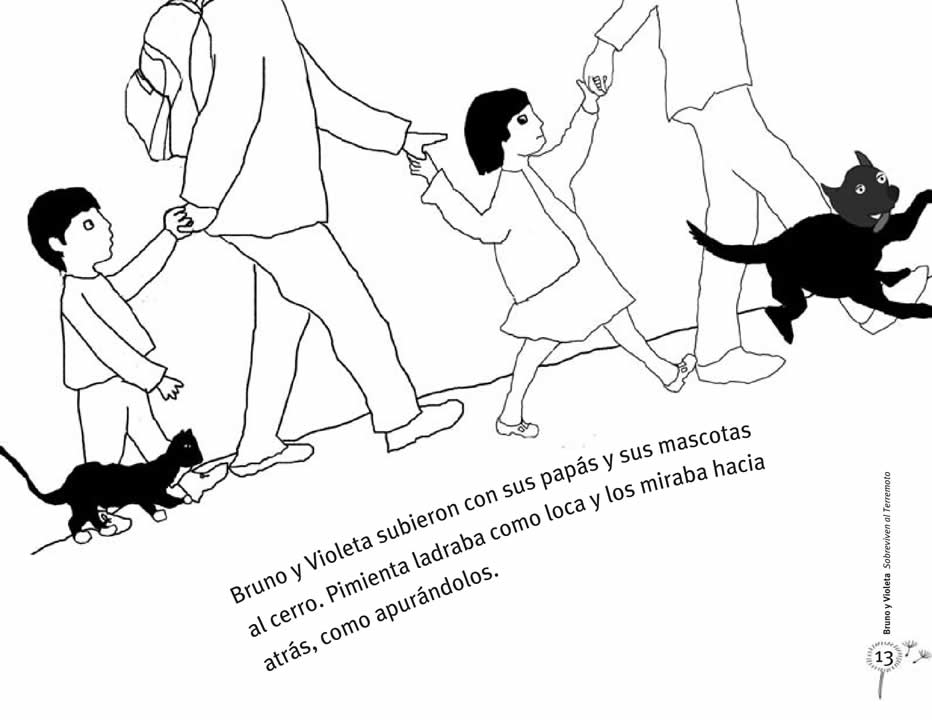 Bruno y Violeta subieron con sus papás y sus mascotas
al cerro. Pimienta ladraba como loca y los miraba hacia
atrás, como apurándolos.
Bruno y Violeta Sobreviven al Terremoto
13